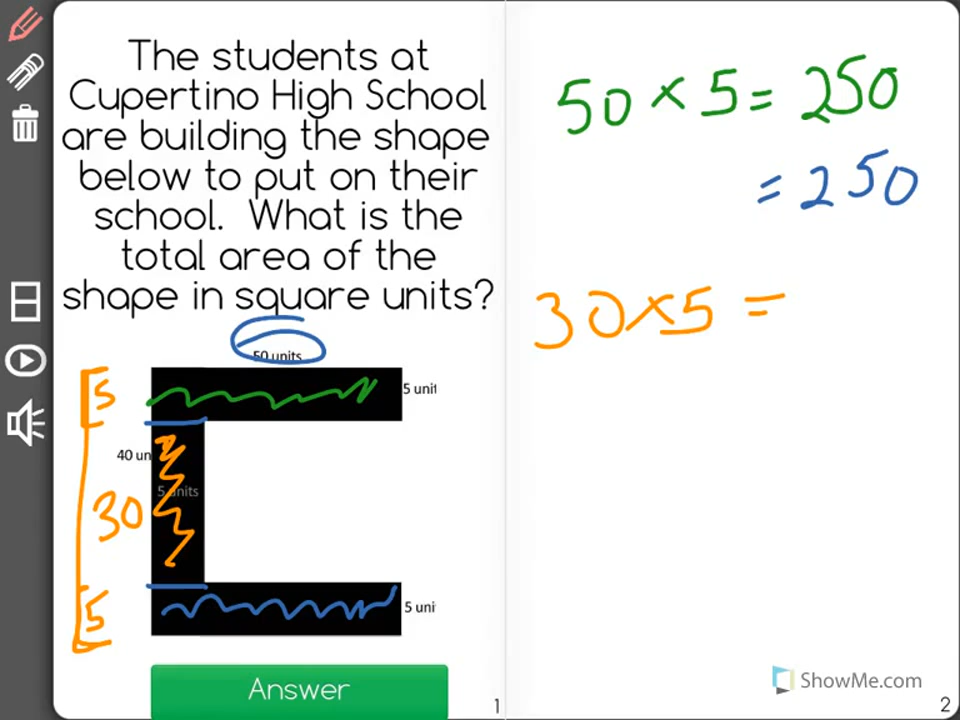 The students at
Cupertino High School
are building the shape
below to put on their
school. What is the
total area of the
shape in square units?
50 units
5 unit
5
40 un
5 units
30
5
5 uni
Answer
1
50 × 5 = 250
= 250
30 × 5 =
ShowMe.com
2